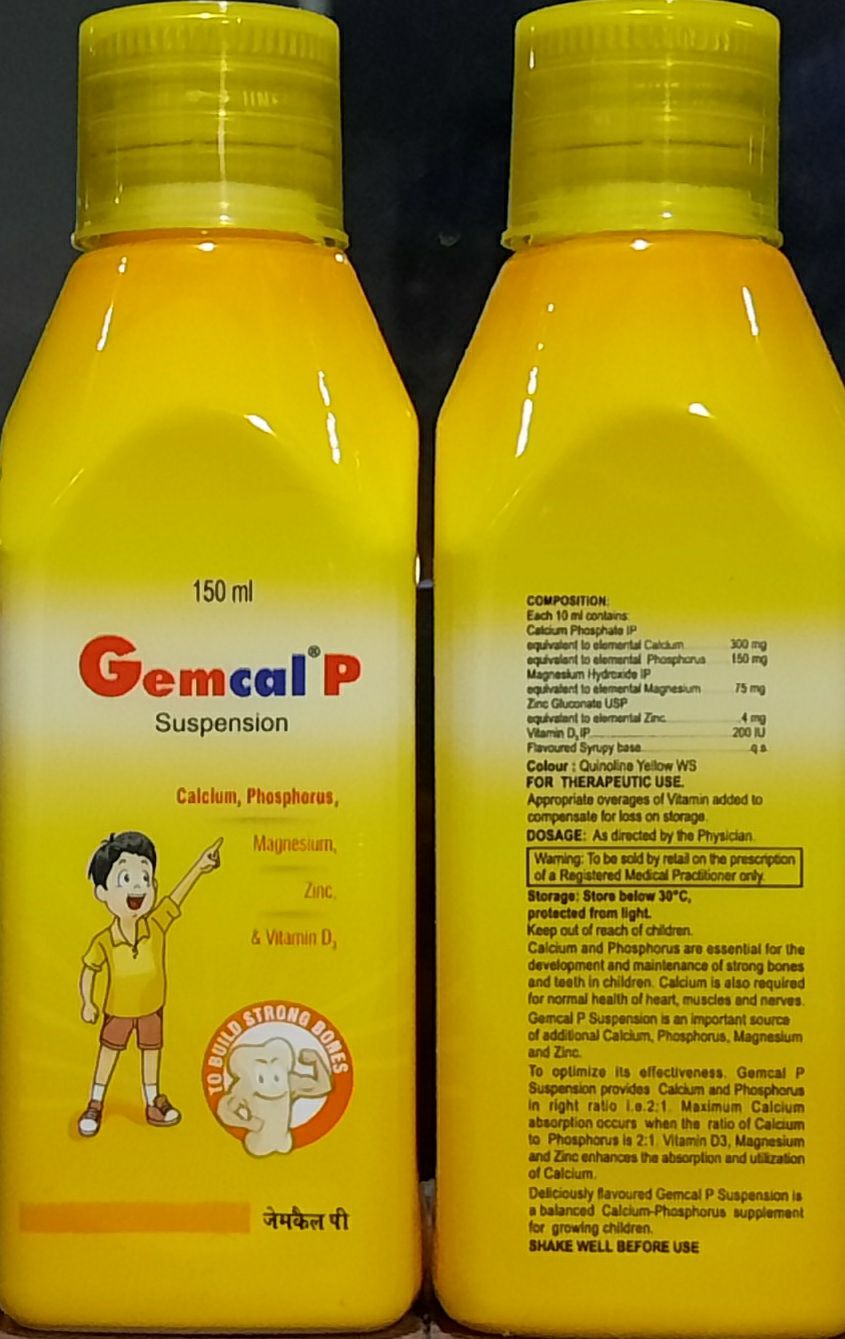 150 ml
Gemcal® P
Suspension
Calcium, Phosphorus,
Magnesium,
Zinc,
& Vitamin D₃
TO BUILD STRONG BONES
जेमकैल पी
COMPOSITION:
Each 10 ml contains:
Calcium Phosphate IP
equivalent to elemental Calcium 300 mg
equivalent to elemental Phosphorus 150 mg
Magnesium Hydroxide IP
equivalent to elemental Magnesium 75 mg
Zinc Gluconate USP
equivalent to elemental Zinc 4 mg
Vitamin D₃ IP 200 IU
Flavoured Syrupy base q.s.
Colour : Quinoline Yellow WS
FOR THERAPEUTIC USE.
Appropriate overages of Vitamin added to
compensate for loss on storage.
DOSAGE: As directed by the Physician.
Warning: To be sold by retail on the prescription
of a Registered Medical Practitioner only.
Storage: Store below 30°C,
protected from light.
Keep out of reach of children.
Calcium and Phosphorus are essential for the
development and maintenance of strong bones
and teeth in children. Calcium is also required
for normal health of heart, muscles and nerves.
Gemcal P Suspension is an important source
of additional Calcium, Phosphorus, Magnesium
and Zinc.
To optimize its effectiveness, Gemcal P
Suspension provides Calcium and Phosphorus
in right ratio i.e.2:1. Maximum Calcium
absorption occurs when the ratio of Calcium
to Phosphorus is 2:1. Vitamin D3, Magnesium
and Zinc enhances the absorption and utilization
of Calcium.
Deliciously flavoured Gemcal P Suspension is
a balanced Calcium-Phosphorus supplement
for growing children.
SHAKE WELL BEFORE USE